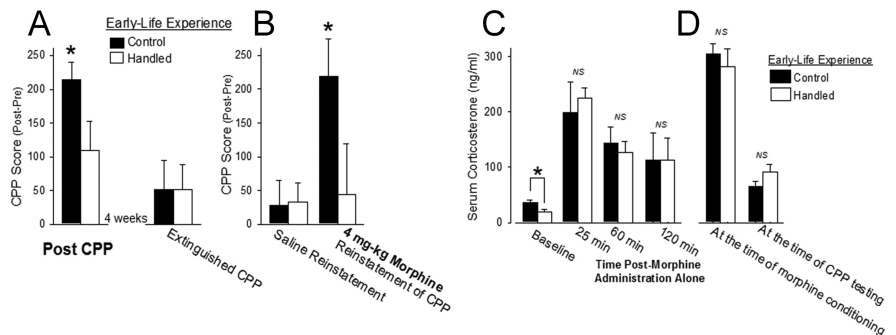 A
Early-Life Experience
Control
Handled
CPP Score (Post-Pre)
250
200
150
100
50
0
*
4 weeks
Post CPP
Extinguished CPP
B
CPP Score (Post-Pre)
250
200
150
100
50
0
*
Saline Reinstatement
4 mg-kg Morphine
Reinstatement of CPP
C
Serum Corticosterone (ng/ml)
300
200
100
0
*
NS
NS
NS
Baseline
25 min
60 min
120 min
Time Post-Morphine
Administration Alone
D
NS
NS
Early-Life Experience
Control
Handled
At the time of morphine conditioning
At the time of CPP testing